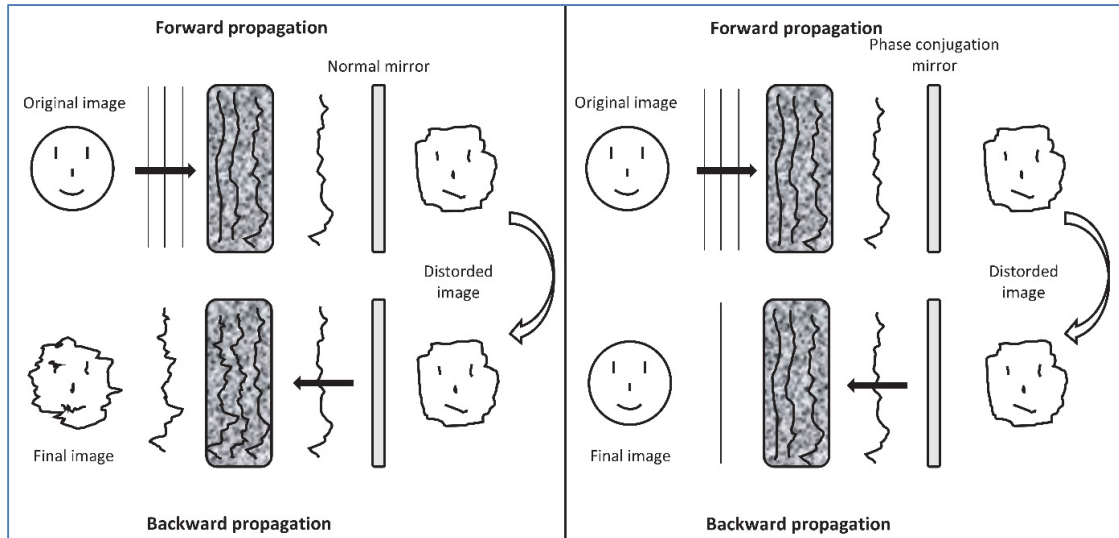 Forward propagation
Normal mirror
Original image
Distorded
image
Final image
Backward propagation
Forward propagation
Phase conjugation
mirror
Original image
Distorded
image
Final image
Backward propagation